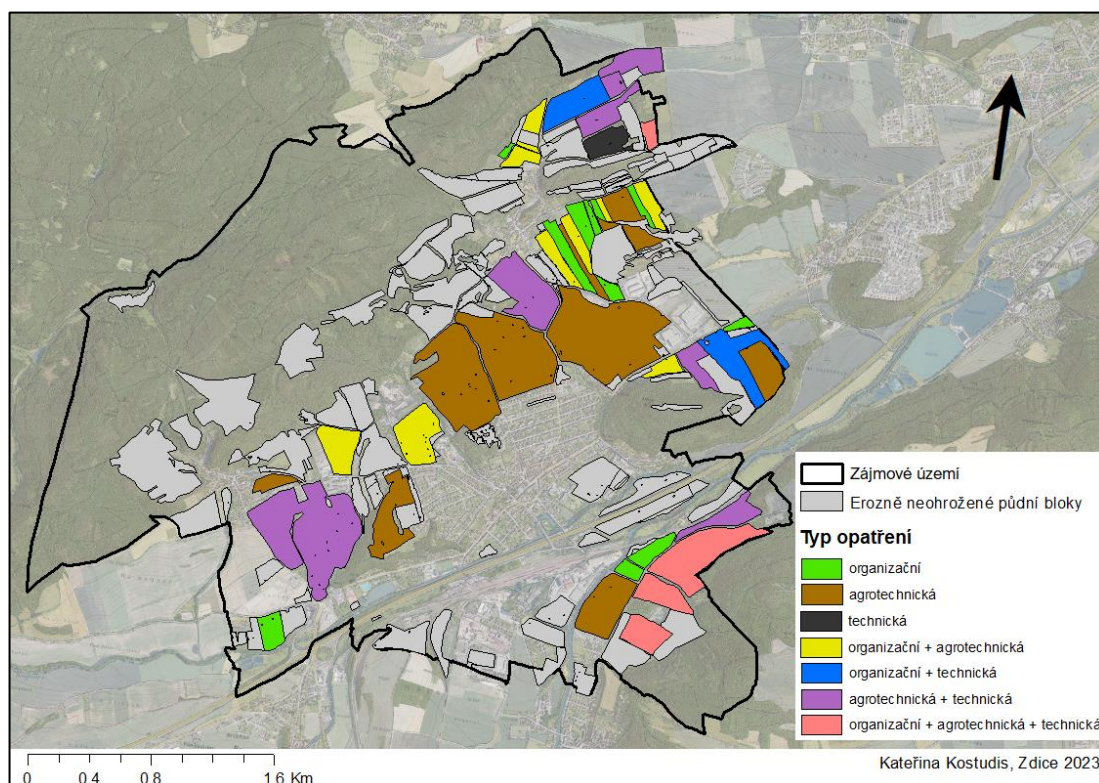 Zájmové území
Erozně neohrožené půdní bloky
Typ opatření
organizační
agrotechnická
technická
organizační + agrotechnická
organizační + technická
agrotechnická + technická
organizační + agrotechnická + technická
0 0 4 0.8 1 6 Km
Kateřina Kostudis, Zdice 2023